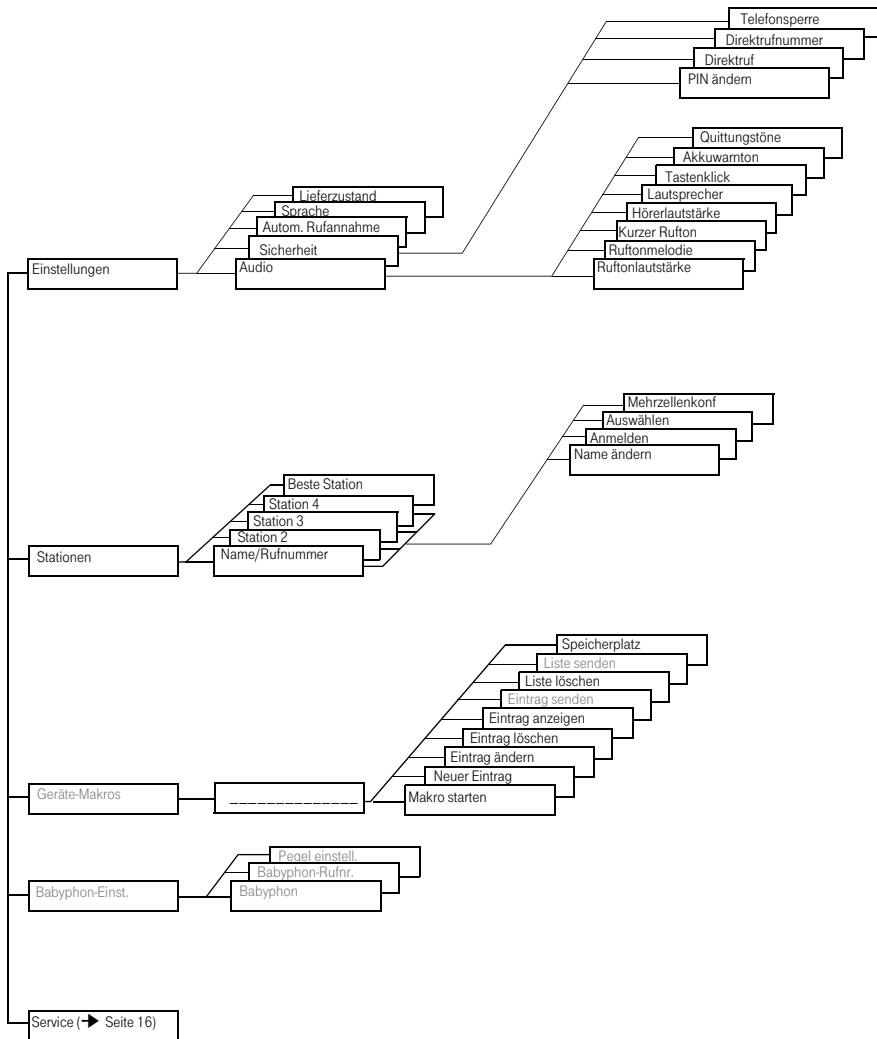 Telefonsperre
Direktrufnummer
Direktruf
PIN ändern
Quittungstöne
Akkuwarnton
Tastenklick
Lautsprecher
Hörerlautstärke
Kurzer Rufton
Ruftonmelodie
Ruftonlautstärke
Lieferzustand
Sprache
Autom. Rufannahme
Sicherheit
Audio
Einstellungen
Mehrzellenkonf
Auswählen
Anmelden
Name ändern
Beste Station
Station 4
Station 3
Station 2
Name/Rufnummer
Stationen
Speicherplatz
Liste senden
Liste löschen
Eintrag senden
Eintrag anzeigen
Eintrag löschen
Eintrag ändern
Neuer Eintrag
Makro starten
Geräte-Makros
_ _ _ _ _ _ _ _ _ _ _ _ _ _
Pegel einstell.
Babyphon-Rufnr.
Babyphon
Babyphon-Einst.
Service (➔ Seite 16)